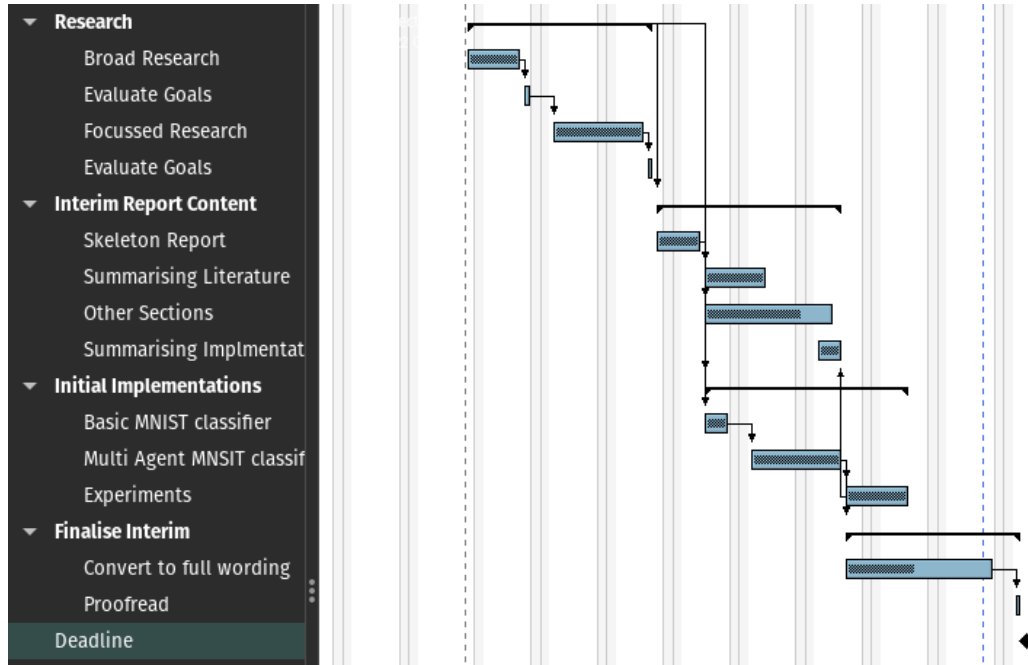 Research
Broad Research
Evaluate Goals
Focussed Research
Evaluate Goals
Interim Report Content
Skeleton Report
Summarising Literature
Other Sections
Summarising Implmentat
Initial Implementations
Basic MNIST classifier
Multi Agent MNSIT classif
Experiments
Finalise Interim
Convert to full wording
Proofread
Deadline